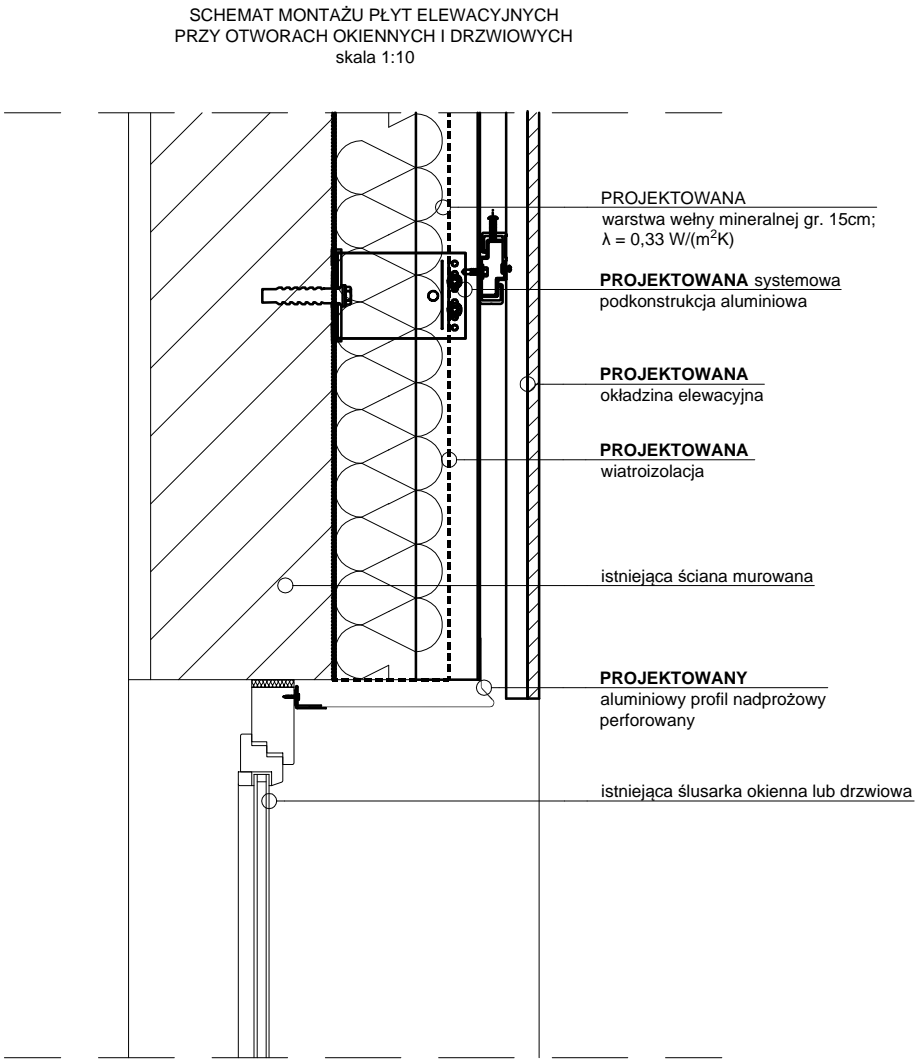 SCHEMAT MONTAŻU PŁYT ELEWACYJNYCH
PRZY OTWORACH OKIENNYCH I DRZWIOWYCH
skala 1:10
PROJEKTOWANA
warstwa wełny mineralnej gr. 15cm;
λ = 0,33 W/(m²K)
PROJEKTOWANA systemowa
podkonstrukcja aluminiowa
PROJEKTOWANA
okładzina elewacyjna
PROJEKTOWANA
wiatroizolacja
istniejąca ściana murowana
PROJEKTOWANY
aluminiowy profil nadprożowy
perforowany
istniejąca ślusarka okienna lub drzwiowa